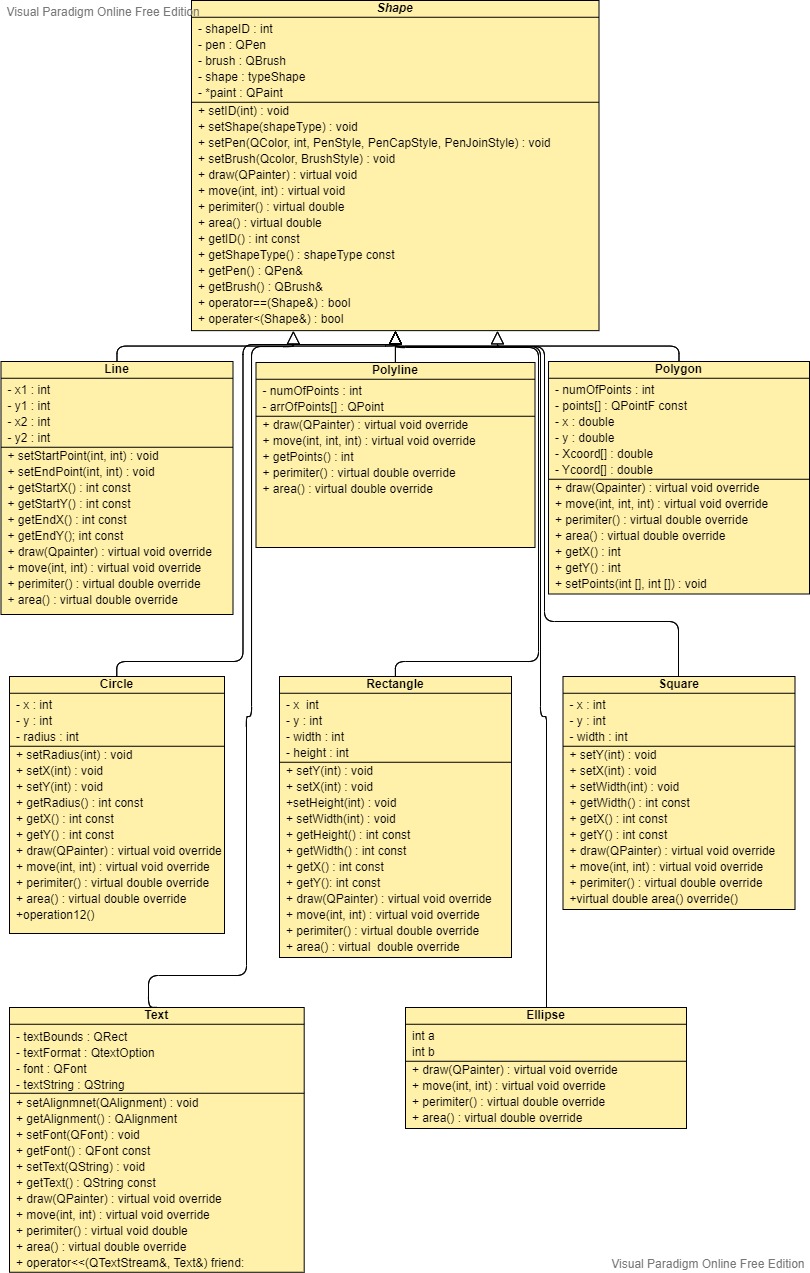 Visual Paradigm Online Free Edition
Shape
- shapeID : int
- pen : QPen
- brush : QBrush
- shape : typeShape
- *paint : QPaint
+ setID(int) : void
+ setShape(shapeType) : void
+ setPen(QColor, int, PenStyle, PenCapStyle, PenJoinStyle) : void
+ setBrush(Qcolor, BrushStyle) : void
+ draw(QPainter) : virtual void
+ move(int, int) : virtual void
+ perimiter() : virtual double
+ area() : virtual double
+ getID() : int const
+ getShapeType() : shapeType const
+ getPen() : QPen&
+ getBrush() : QBrush&
+ operator==(Shape&) : bool
+ operater<(Shape&) : bool
Line
- x1 : int
- y1 : int
- x2 : int
- y2 : int
+ setStartPoint(int, int) : void
+ setEndPoint(int, int) : void
+ getStartX() : int const
+ getStartY() : int const
+ getEndX() : int const
+ getEndY(); int const
+ draw(Qpainter) : virtual void override
+ move(int, int) : virtual void override
+ perimiter() : virtual double override
+ area() : virtual double override
Polyline
- numOfPoints : int
- arrOfPoints[] : QPoint
+ draw(QPainter) : virtual void override
+ move(int, int, int) : virtual void override
+ getPoints() : int
+ perimiter() : virtual double override
+ area() : virtual double override
Polygon
- numOfPoints : int
- points[] : QPointF const
- x : double
- y : double
- Xcoord[] : double
- Ycoord[] : double
+ draw(Qpainter) : virtual void override
+ move(int, int, int) : virtual void override
+ perimiter() : virtual double override
+ area() : virtual double override
+ getX() : int
+ getY() : int
+ setPoints(int [], int []) : void
Circle
- x : int
- y : int
- radius : int
+ setRadius(int) : void
+ setX(int) : void
+ setY(int) : void
+ getRadius() : int const
+ getX() : int const
+ getY() : int const
+ draw(QPainter) : virtual void override
+ move(int, int) : virtual void override
+ perimiter() : virtual double override
+ area() : virtual double override
+operation12()
Rectangle
- x  int
- y : int
- width : int
- height : int
+ setY(int) : void
+ setX(int) : void
+setHeight(int) : void
+ setWidth(int) : void
+ getHeight() : int const
+ getWidth() : int const
+ getX() : int const
+ getY(): int const
+ draw(QPainter) : virtual void override
+ move(int, int) : virtual void override
+ perimiter() : virtual double override
+ area() : virtual  double override
Square
- x : int
- y : int
- width : int
+ setY(int) : void
+ setX(int) : void
+ setWidth(int) : void
+ getWidth() : int const
+ getX() : int const
+ getY() : int const
+ draw(QPainter) : virtual void override
+ move(int, int) : virtual void override
+ perimiter() : virtual double override
+virtual double area() override()
Text
- textBounds : QRect
- textFormat : QtextOption
- font : QFont
- textString : QString
+ setAlignmnet(QAlignment) : void
+ getAlignment() : QAlignment
+ setFont(QFont) : void
+ getFont() : QFont const
+ setText(QString) : void
+ getText() : QString const
+ draw(QPainter) : virtual void override
+ move(int, int) : virtual void override
+ perimiter() : virtual void double
+ area() : virtual double override
+ operator<<(QTextStream&, Text&) friend:
Ellipse
int a
int b
+ draw(QPainter) : virtual void override
+ move(int, int) : virtual void override
+ perimiter() : virtual double override
+ area() : virtual double override
Visual Paradigm Online Free Edition